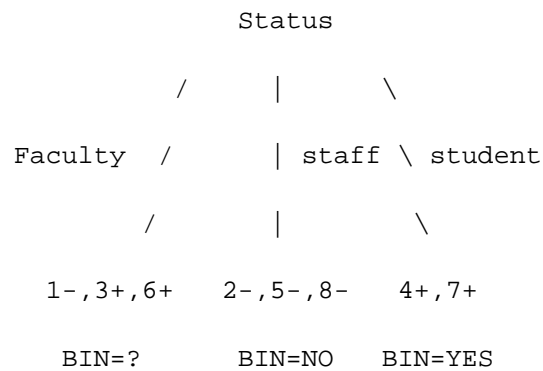 Status
/ | \
Faculty / | staff \ student
/ | \
1-,3+,6+ 2-,5-,8- 4+,7+
BIN=? BIN=NO BIN=YES